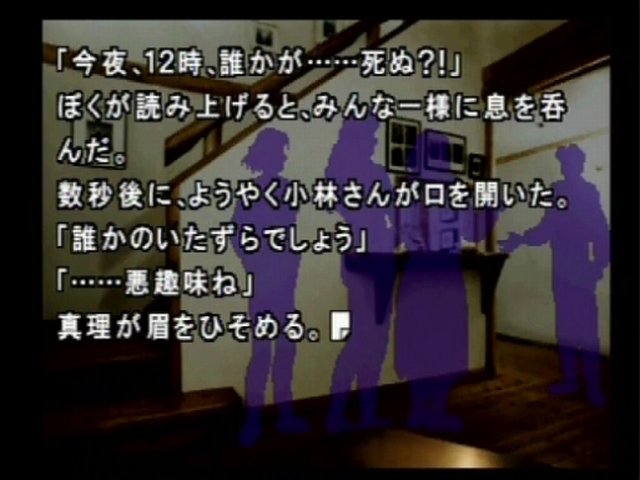 「今夜、12時、誰かが……死ぬ？！」
ぼくが読み上げると、みんな一様に息を呑
んだ。
数秒後に、ようやく小林さんが口を開いた。
「誰かのいたずらでしょう」
「……悪趣味ね」
真理が眉をひそめる。